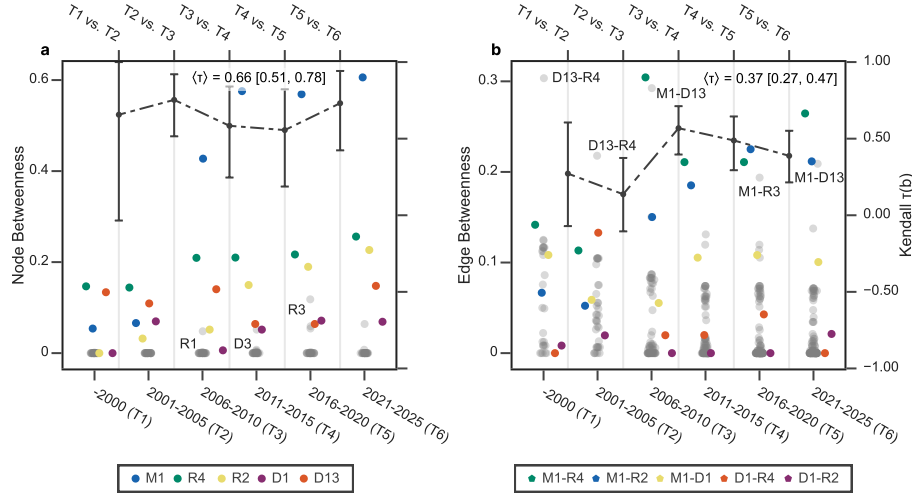 T1 vs. T2
T2 vs. T3
T3 vs. T4
T4 vs. T5
T5 vs. T6
a
⟨τ⟩ = 0.66 [0.51, 0.78]
Node Betweenness
0.6
0.4
0.2
0
R1
D3
R3
-2000 (T1)
2001-2005 (T2)
2006-2010 (T3)
2011-2015 (T4)
2016-2020 (T5)
2021-2025 (T6)
M1
R4
R2
D1
D13
T1 vs. T2
T2 vs. T3
T3 vs. T4
T4 vs. T5
T5 vs. T6
b
⟨τ⟩ = 0.37 [0.27, 0.47]
Edge Betweenness
0.3
0.2
0.1
0
D13-R4
D13-R4
M1-D13
M1-R3
M1-D13
1.00
0.50
0.00
−0.50
−1.00
Kendall τ(b)
-2000 (T1)
2001-2005 (T2)
2006-2010 (T3)
2011-2015 (T4)
2016-2020 (T5)
2021-2025 (T6)
M1-R4
M1-R2
M1-D1
D1-R4
D1-R2